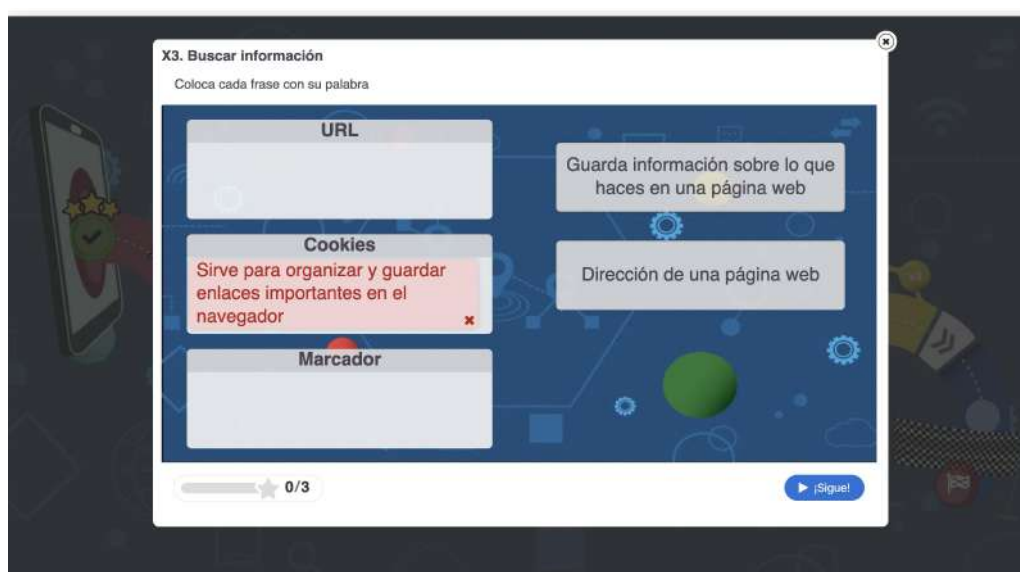 X3. Buscar información
Coloca cada frase con su palabra
URL
Guarda información sobre lo que
haces en una página web
Cookies
Sirve para organizar y guardar
enlaces importantes en el
navegador
Dirección de una página web
Marcador
0/3
¡Sigue!